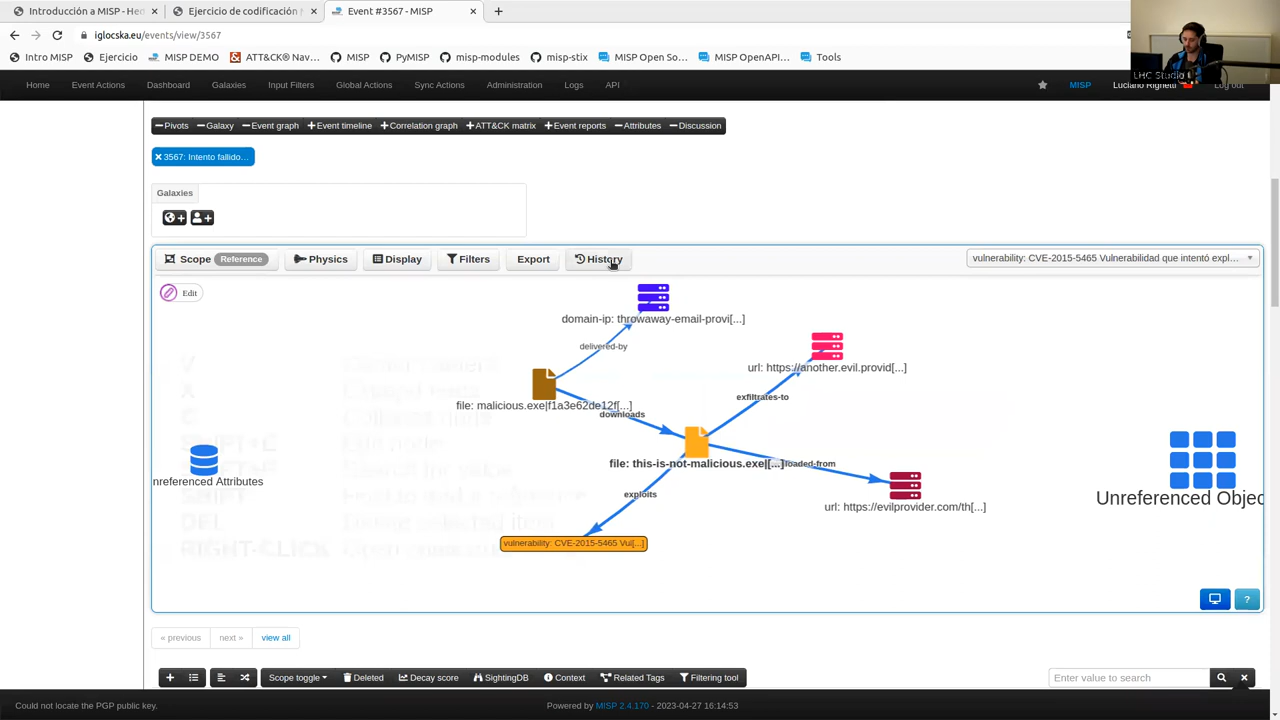 Introducción a MISP - Hed
Ejercicio de codificación M
Event #3567 - MISP
iglocska.eu/events/view/3567
Intro MISP Ejercicio MISP DEMO ATT&CK® Nav... MISP PyMISP misp-modules misp-stix MISP Open So... MISP OpenAPI... Tools
LHC Studio
Home Event Actions Dashboard Galaxies Input Filters Global Actions Sync Actions Administration Logs API MISP Luciano Righetti Log out
Pivots Galaxy Event graph Event timeline Correlation graph ATT&CK matrix Event reports Attributes Discussion
3567: Intento fallido...
Galaxies
Scope Reference Physics Display Filters Export History vulnerability: CVE-2015-5465 Vulnerabilidad que intentó expl...
Edit
domain-ip: throwaway-email-provi[...]
delivered-by
url: https://another.evil.provid[...]
exfiltrates-to
file: malicious.exe|f1a3e62de12f[...]
downloads
file: this-is-not-malicious.exe|[...]
loaded-from
nreferenced Attributes
exploits
Unreferenced Objec
url: https://evilprovider.com/th[...]
vulnerability: CVE-2015-5465 Vul[...]
?
« previous next » view all
Scope toggle Deleted Decay score SightingDB Context Related Tags Filtering tool Enter value to search
Could not locate the PGP public key. Powered by MISP 2.4.170 - 2023-04-27 16:14:53